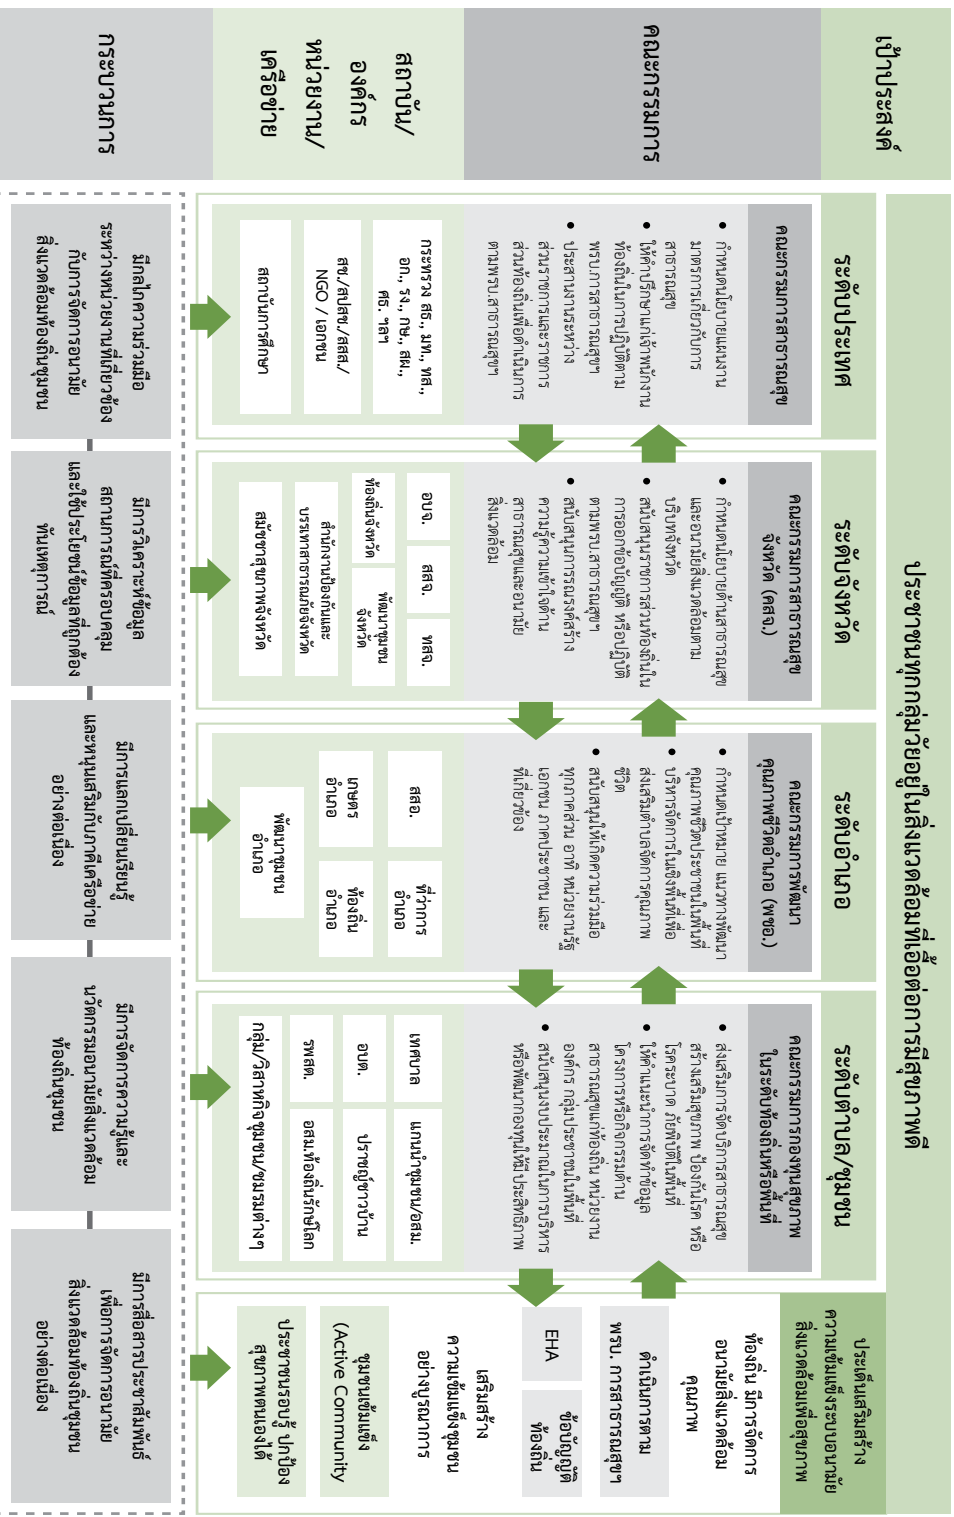 เป้าประสงค์
ประชาชนทุกกลุ่มวัยอยู่ในสิ่งแวดล้อมที่เอื้อต่อการมีสุขภาพดี
คณะกรรมการ
สถาบัน/
องค์กร
หน่วยงาน/
เครือข่าย
กระบวนการ
ระดับประเทศ
คณะกรรมการสาธารณสุข
• กำหนดนโยบายแผนงาน
มาตรการเกี่ยวกับการ
สาธารณสุข
• ให้คำปรึกษาแก่เจ้าพนักงาน
ท้องถิ่นในการปฏิบัติตาม
พรบ.การสาธารณสุขฯ
• ประสานงานระหว่าง
ส่วนราชการและราชการ
ส่วนท้องถิ่นเพื่อดำเนินการ
ตามพรบ.สาธารณสุขฯ
กระทรวง สธ., มท., ทส.,
อก., รง., กษ., สผ.,
ศธ. ฯลฯ
สช./สปสช./สสส./
NGO / เอกชน
สถาบันการศึกษา
ระดับจังหวัด
คณะกรรมการสาธารณสุข
จังหวัด (คสจ.)
• กำหนดนโยบายด้านสาธารณสุข
และอนามัยสิ่งแวดล้อมตาม
บริบทจังหวัด
• สนับสนุนราชการส่วนท้องถิ่นใน
การออกข้อบัญญัติ หรือปฏิบัติ
ตามพรบ.สาธารณสุขฯ
• สนับสนุนการรณรงค์สร้าง
ความรู้ความเข้าใจด้าน
สาธารณสุขและอนามัย
สิ่งแวดล้อม
อบจ.
สสจ.
ทสจ.
ท้องถิ่นจังหวัด
พัฒนาชุมชน
จังหวัด
สำนักงานป้องกันและ
บรรเทาสาธารณภัยจังหวัด
สมัชชาสุขภาพจังหวัด
ระดับอำเภอ
คณะกรรมการพัฒนา
คุณภาพชีวิตอำเภอ (พชอ.)
• กำหนดเป้าหมาย แนวทางพัฒนา
คุณภาพชีวิตประชาชนในพื้นที่
• บริหารจัดการในเชิงพื้นที่เพื่อ
ส่งเสริมตำบลจัดการคุณภาพ
ชีวิต
• สนับสนุนให้เกิดความร่วมมือ
ทุกภาคส่วน อาทิ หน่วยงานรัฐ
เอกชน ภาคประชาชน และ
ที่เกี่ยวข้อง
สสอ.
ที่ว่าการ
อำเภอ
เกษตร
อำเภอ
ท้องถิ่น
อำเภอ
พัฒนาชุมชน
อำเภอ
ระดับตำบล/ชุมชน
คณะกรรมการกองทุนสุขภาพ
ในระดับท้องถิ่นหรือพื้นที่
• ส่งเสริมการจัดบริการสาธารณสุข
สร้างเสริมสุขภาพ ป้องกันโรค หรือ
โรคระบาด ภัยพิบัติในพื้นที่
• ให้คำแนะนำการจัดทำข้อมูล
โครงการหรือกิจกรรมด้าน
สาธารณสุขแก่ท้องถิ่น หน่วยงาน
องค์กร กลุ่มประชาชนในพื้นที่
• สนับสนุนงบประมาณในการบริหาร
หรือพัฒนากองทุนให้มีประสิทธิภาพ
เทศบาล
แกนนำชุมชน/อสม.
อบต.
ปราชญ์ชาวบ้าน
รพสต.
อสม.ท้องถิ่นรักษ์โลก
กลุ่ม/วิสาหกิจชุมชน/ชมรมต่างๆ
ประเด็นเสริมสร้าง
ความเข้มแข็งระบบอนามัย
สิ่งแวดล้อมเพื่อสุขภาพ
ท้องถิ่น มีการจัดการ
อนามัยสิ่งแวดล้อม
คุณภาพ
ดำเนินการตาม
พรบ. การสาธารณสุขฯ
EHA
ข้อบัญญัติ
ท้องถิ่น
เสริมสร้าง
ความเข้มแข็งชุมชน
อย่างบูรณาการ
ชุมชนเข้มแข็ง
(Active Community
ประชาชนรอบรู้ ปกป้อง
สุขภาพตนเองได้
มีกลไกความร่วมมือ
ระหว่างหน่วยงานที่เกี่ยวข้อง
กับการจัดการอนามัย
สิ่งแวดล้อมท้องถิ่นชุมชน
มีการวิเคราะห์ข้อมูล
สถานการณ์ที่ครอบคลุม
และใช้ประโยชน์ข้อมูลที่ถูกต้อง
ทันเหตุการณ์
มีการแลกเปลี่ยนเรียนรู้
และหนุนเสริมกับภาคีเครือข่าย
อย่างต่อเนื่อง
มีการจัดการความรู้และ
นวัตกรรมอนามัยสิ่งแวดล้อม
ท้องถิ่นชุมชน
มีการสื่อสารประชาสัมพันธ์
เพื่อการจัดการอนามัย
สิ่งแวดล้อมท้องถิ่นชุมชน
อย่างต่อเนื่อง